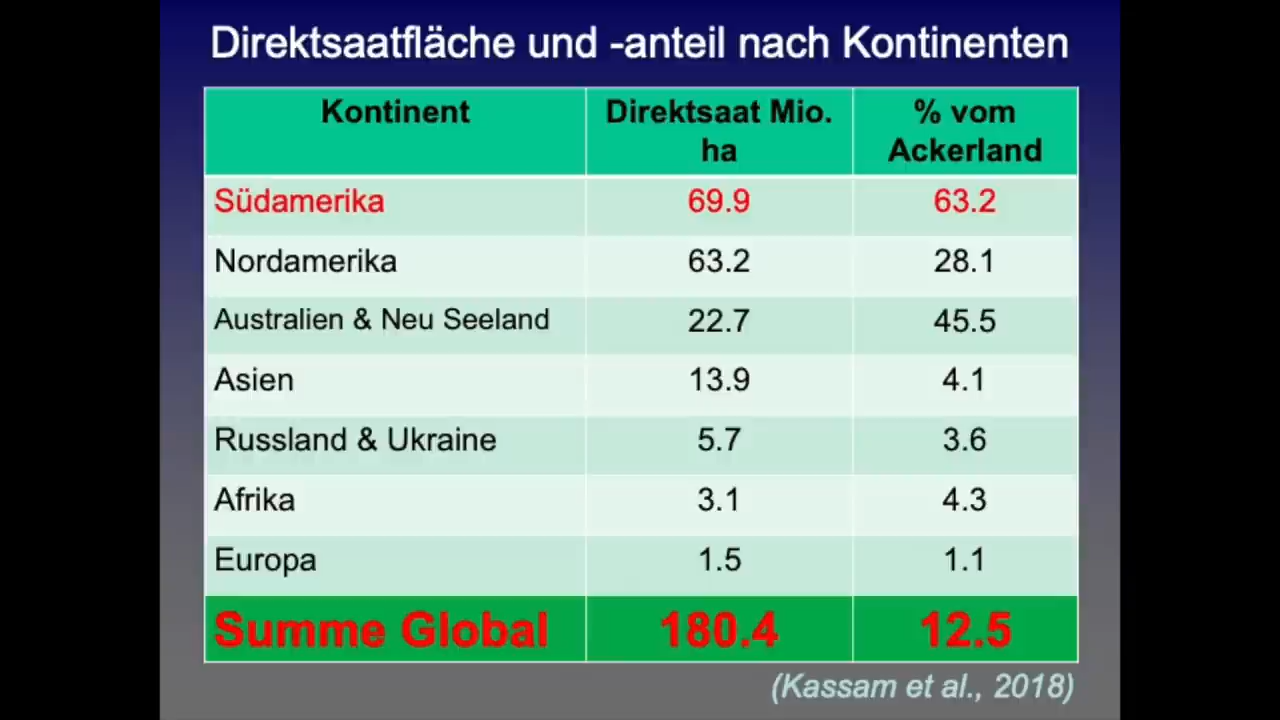 Direktsaatfläche und -anteil nach Kontinenten
Kontinent Direktsaat Mio. ha % vom Ackerland
Südamerika 69.9 63.2
Nordamerika 63.2 28.1
Australien & Neu Seeland 22.7 45.5
Asien 13.9 4.1
Russland & Ukraine 5.7 3.6
Afrika 3.1 4.3
Europa 1.5 1.1
Summe Global 180.4 12.5
(Kassam et al., 2018)